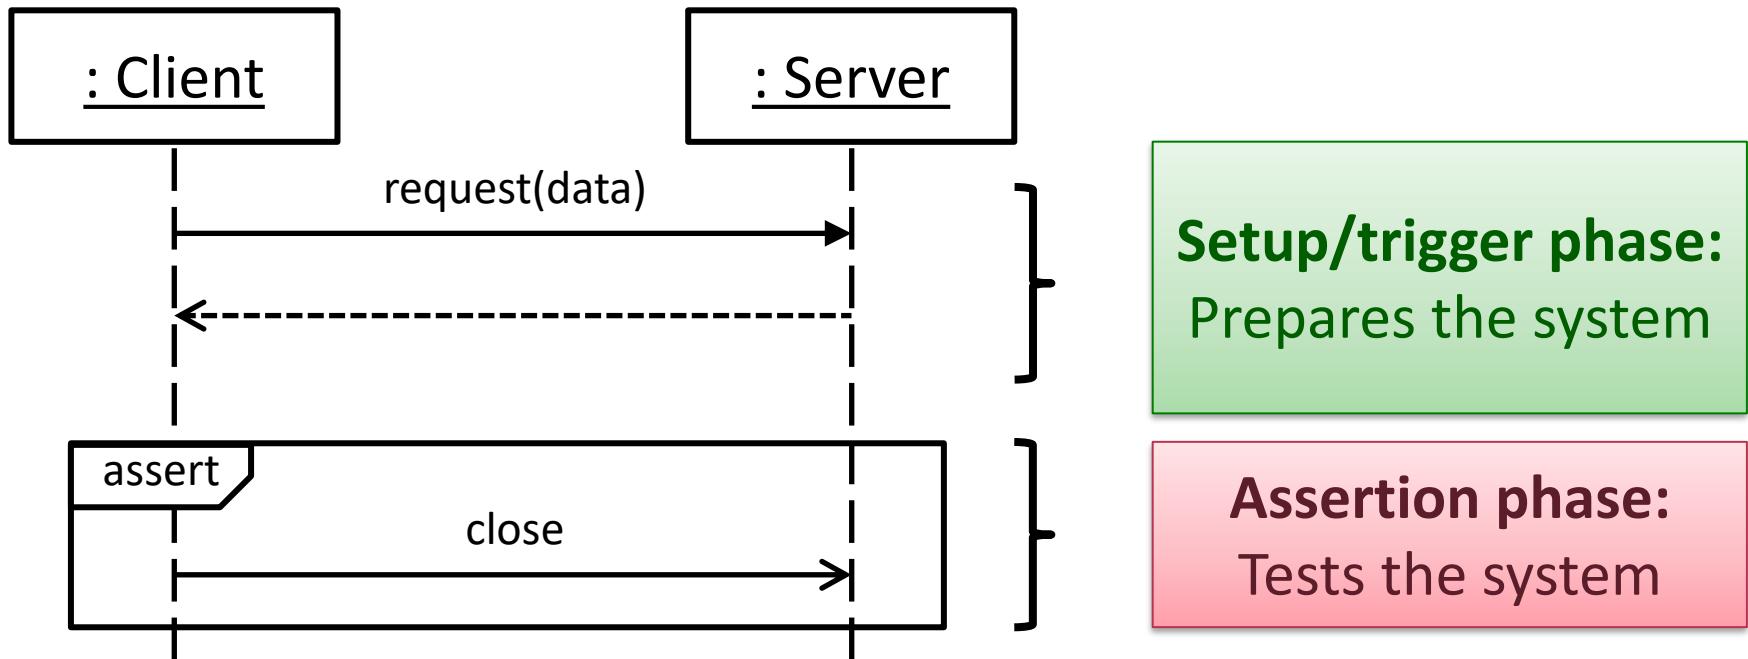 : Client
: Server
request(data)
Setup/trigger phase:
Prepares the system
assert
close
Assertion phase:
Tests the system